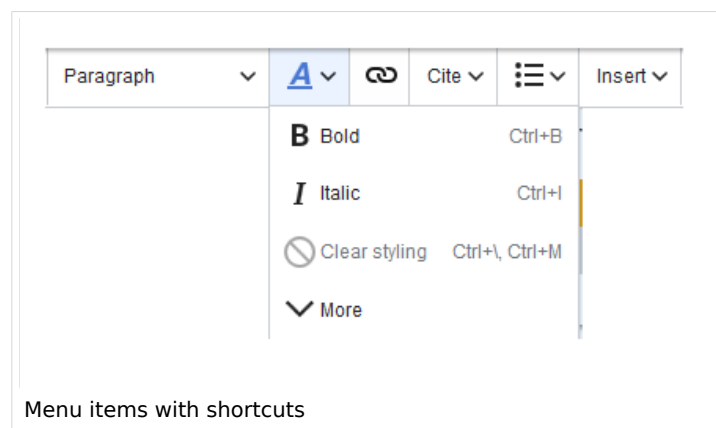 Paragraph A Cite Insert
B Bold Ctrl+B
I Italic Ctrl+I
Clear styling Ctrl+\, Ctrl+M
More
Menu items with shortcuts